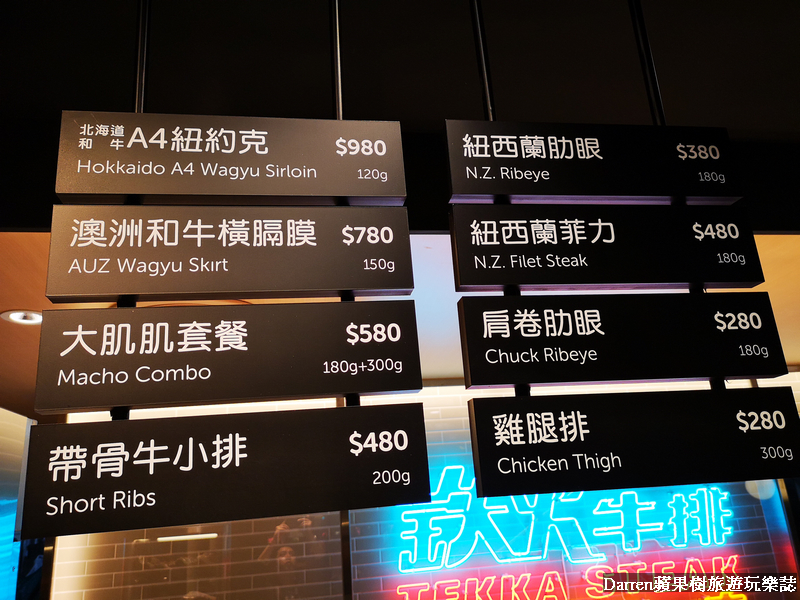 北海道和牛A4紐約克 $980
Hokkaido A4 Wagyu Sirloin 120g
澳洲和牛橫膈膜 $780
AUZ Wagyu Skirt 150g
大肌肌套餐 $580
Macho Combo 180g+300g
帶骨牛小排 $480
Short Ribs 200g
紐西蘭肋眼 $380
N.Z. Ribeye 180g
紐西蘭菲力 $480
N.Z. Filet Steak 180g
肩卷肋眼 $280
Chuck Ribeye 180g
雞腿排 $280
Chicken Thigh 300g
鉄火牛排
TEKKA STEAK
Darren蘋果樹旅遊玩樂誌